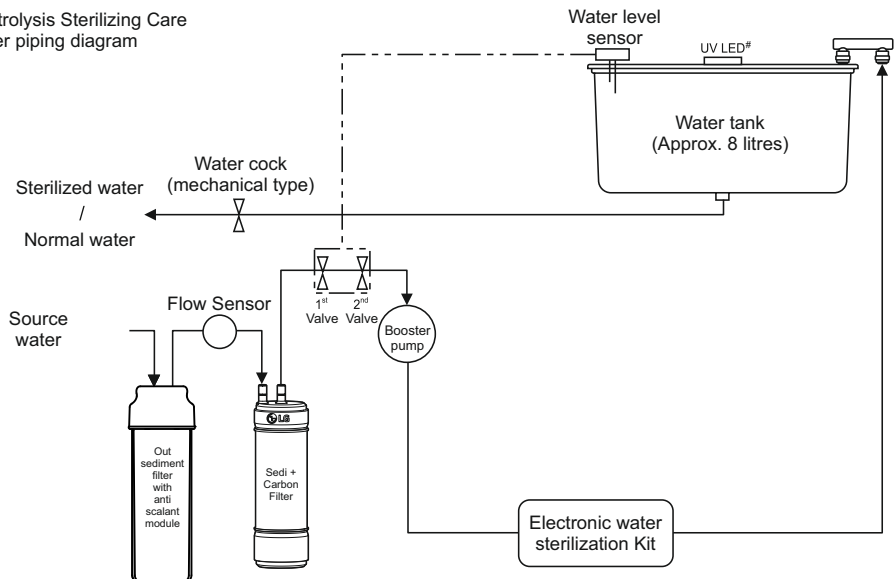 trolysis Sterilizing Care
er piping diagram
Water level
sensor
UV LED#
Water tank
(Approx. 8 litres)
Water cock
(mechanical type)
Sterilized water
/
Normal water
1st
Valve
2nd
Valve
Flow Sensor
Source
water
Booster
pump
LG
Out
sediment
filter
with
anti
scalant
module
Sedi +
Carbon
Filter
Electronic water
sterilization Kit